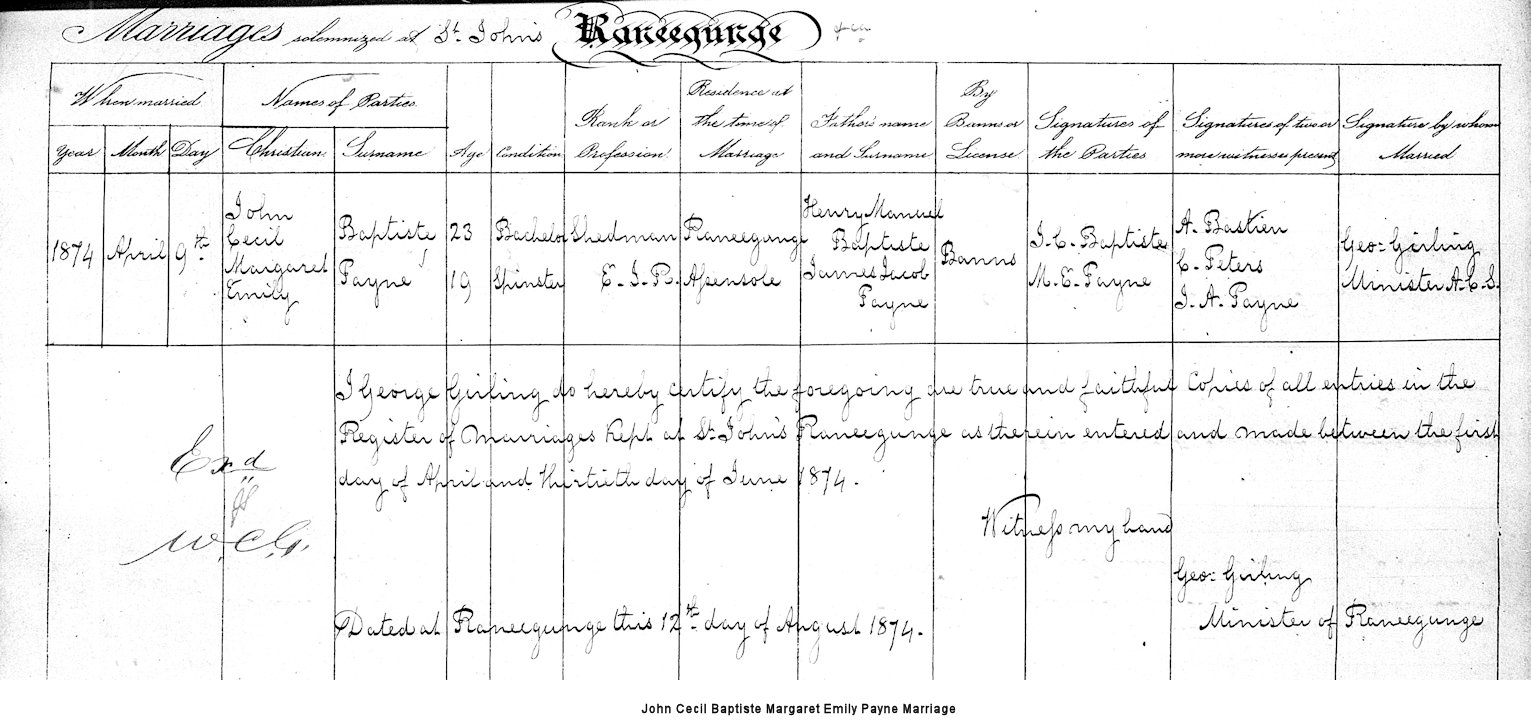 Marriages solemnized at St. John's Raneegunge
When married
Names of Parties
Year
Month
Day
Christian
Surname
Age
Condition
Rank or
Profession
Residence at
the time of
Marriage
Father's name
and Surname
By
Banns or
License
Signatures of
the Parties
Signatures of two or
more witnesses present
Signature by whom
Married
1874
April
9th
John
Cecil
Margaret
Emily
Baptiste
Payne
23
19
Bachelor
Spinster
Shedman
E. I. R.
Raneegunge
Assensole
Henry Manuel
Baptiste
James Jacob
Payne
Banns
J. C. Baptiste
M. E. Payne
A. Bastien
C. Peters
J. A. Payne
Geo: Girling
Minister A. C. S.
I George Girling do hereby certify the foregoing are true and faithful Copies of all entries in the
Register of Marriages kept at St. John's Raneegunge as therein entered and made between the first
day of April and Thirtieth day of June 1874.
Exd
W. C. G.
Witness my hand
Geo: Girling
Minister of Raneegunge
Dated at Raneegunge this 12th day of August 1874.
John Cecil Baptiste Margaret Emily Payne Marriage